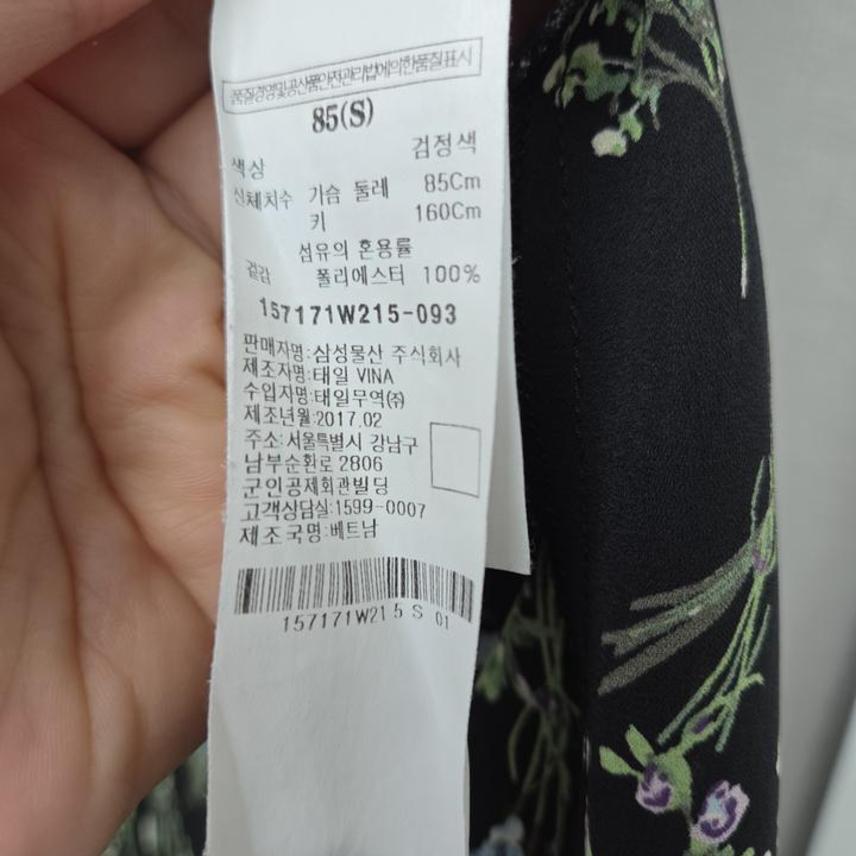 품질경영및공산품안전관리법에의한품질표시
85(S)
색상 검정색
신체치수 가슴 둘레 85Cm
키 160Cm
섬유의 혼용률
겉감 폴리에스터 100%
157171W215-093
판매자명:삼성물산 주식회사
제조자명:태일 VINA
수입자명:태일무역㈜
제조년월:2017.02
주소:서울특별시 강남구
남부순환로 2806
군인공제회관빌딩
고객상담실:1599-0007
제조국명:베트남
157171W215 S 01